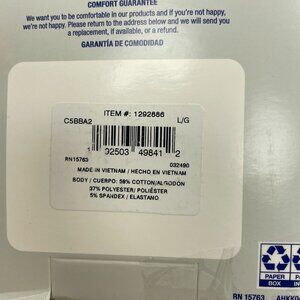 COMFORT GUARANTEE
We want you to be comfortable in our products and if you're not happy,
we're not happy. Please return to the address below and we will send you
a replacement, if available, or a refund.
GARANTÍA DE COMODIDAD
ITEM #: 1292886
C5BBA2 L/G
02503 49841 2
RN15763 032490
MADE IN VIETNAM / HECHO EN VIETNAM
BODY / CUERPO: 58% COTTON/ALGODÓN
37% POLYESTER/ POLIÉSTER
5% SPANDEX / ELASTANO
PAPER
BOX
RN 15763